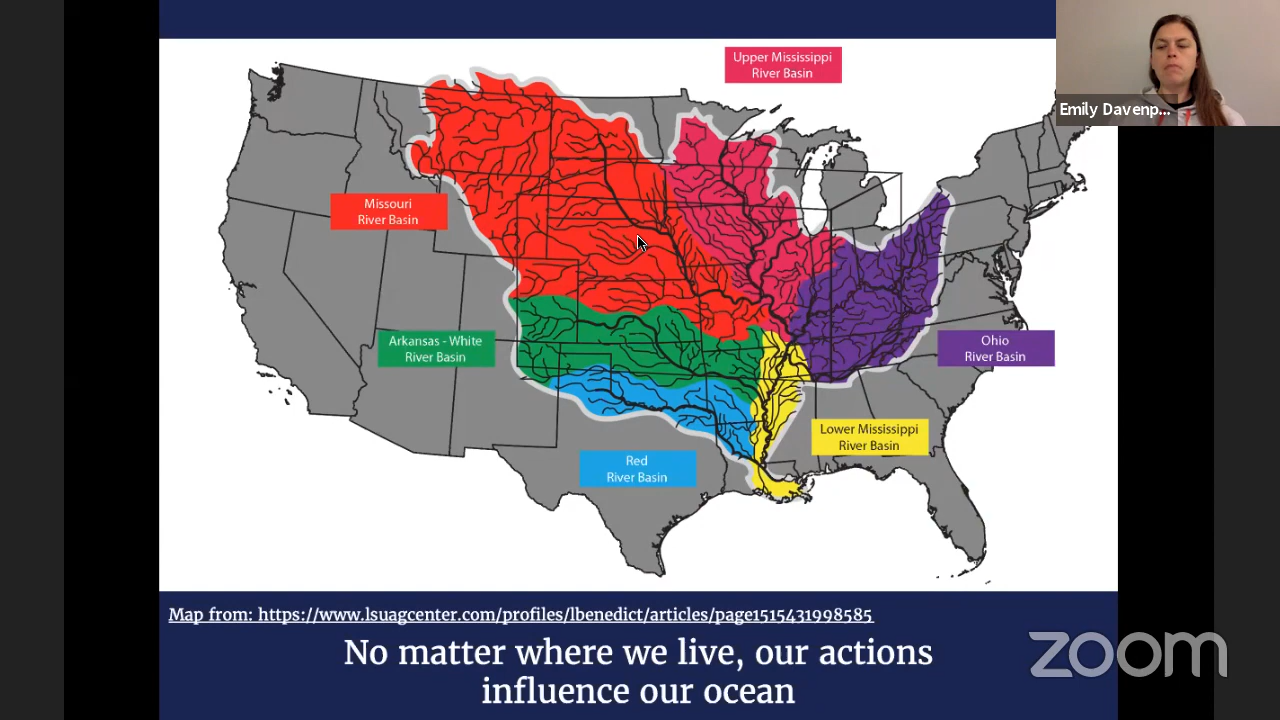 Upper Mississippi
River Basin
Emily Davenp...
Missouri
River Basin
Arkansas - White
River Basin
Ohio
River Basin
Lower Mississippi
River Basin
Red
River Basin
Map from: https://www.lsuagcenter.com/profiles/lbenedict/articles/page1515431998585
No matter where we live, our actions
influence our ocean
zoom